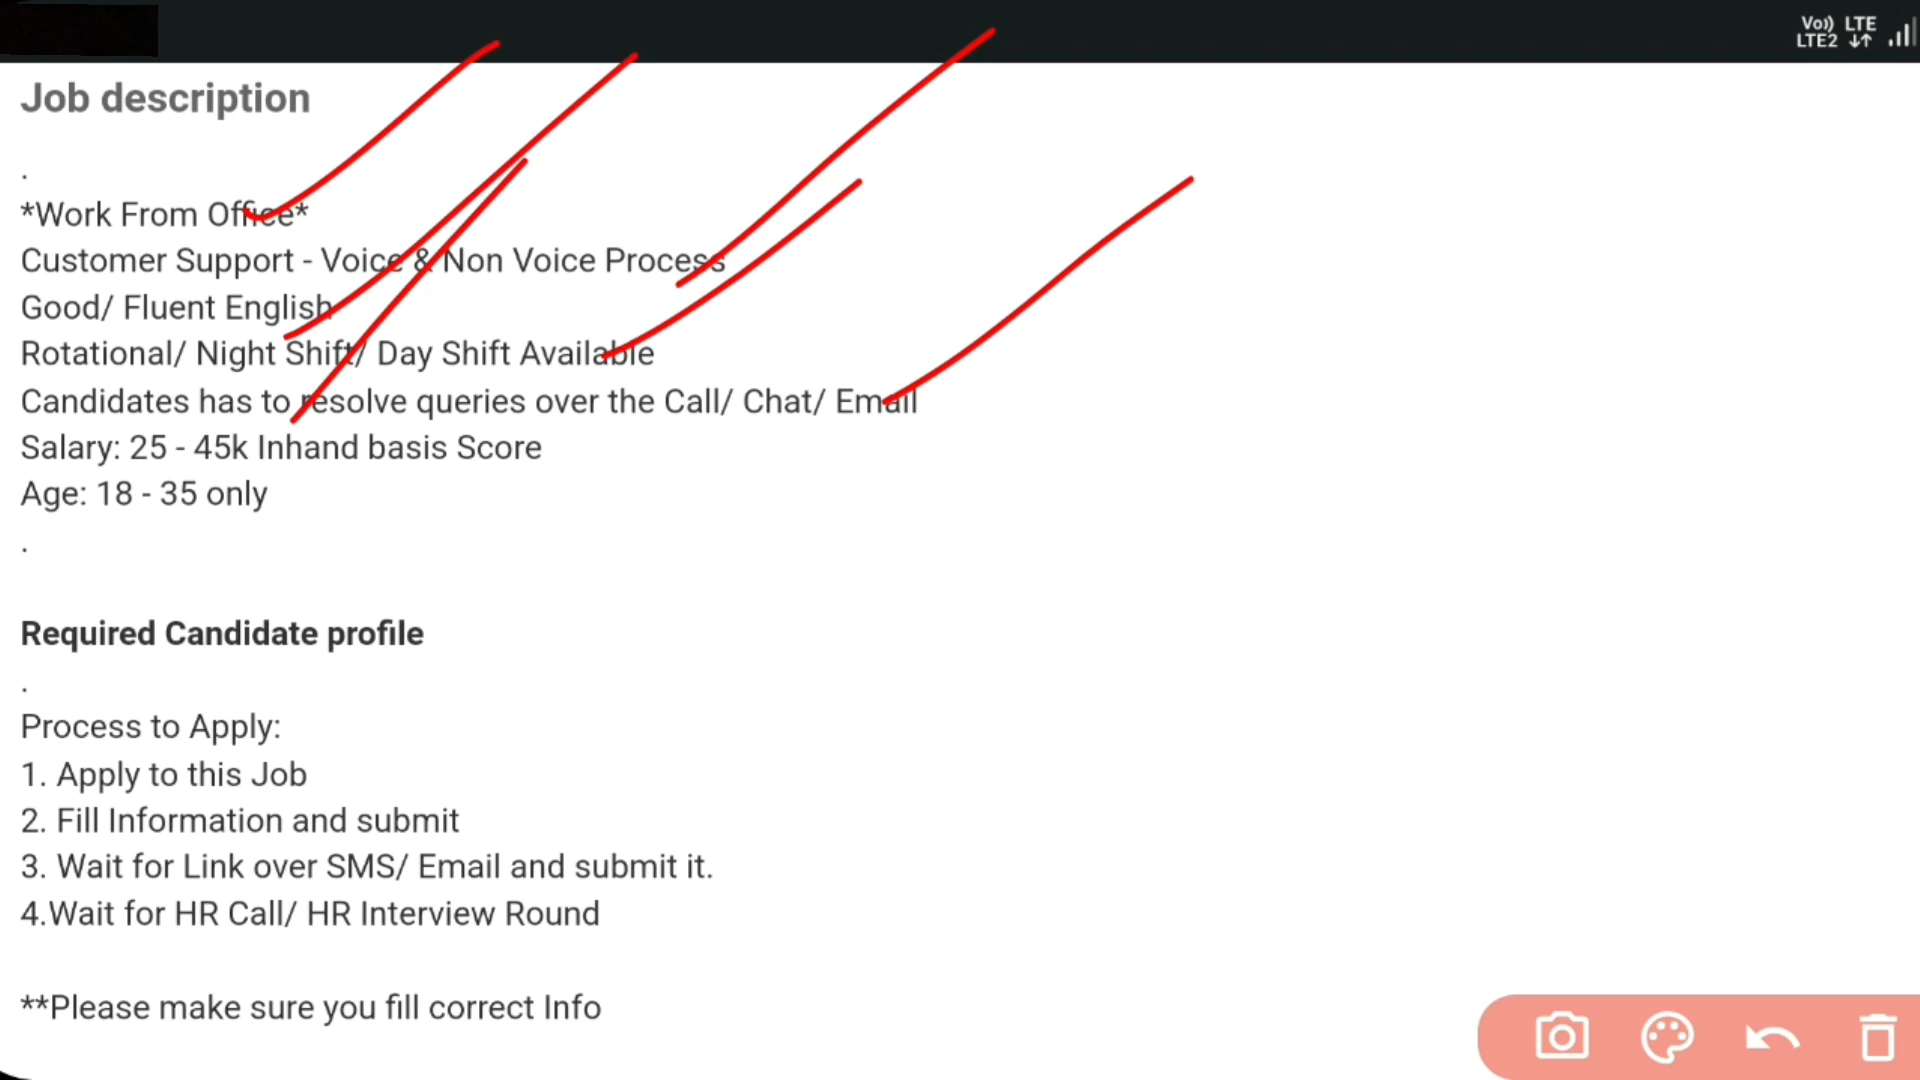 Vo)) LTE
LTE2
Job description
.
*Work From Office*
Customer Support - Voice & Non Voice Process
Good/ Fluent English
Rotational/ Night Shift/ Day Shift Available
Candidates has to resolve queries over the Call/ Chat/ Email
Salary: 25 - 45k Inhand basis Score
Age: 18 - 35 only
.
Required Candidate profile
.
Process to Apply:
1. Apply to this Job
2. Fill Information and submit
3. Wait for Link over SMS/ Email and submit it.
4.Wait for HR Call/ HR Interview Round
**Please make sure you fill correct Info